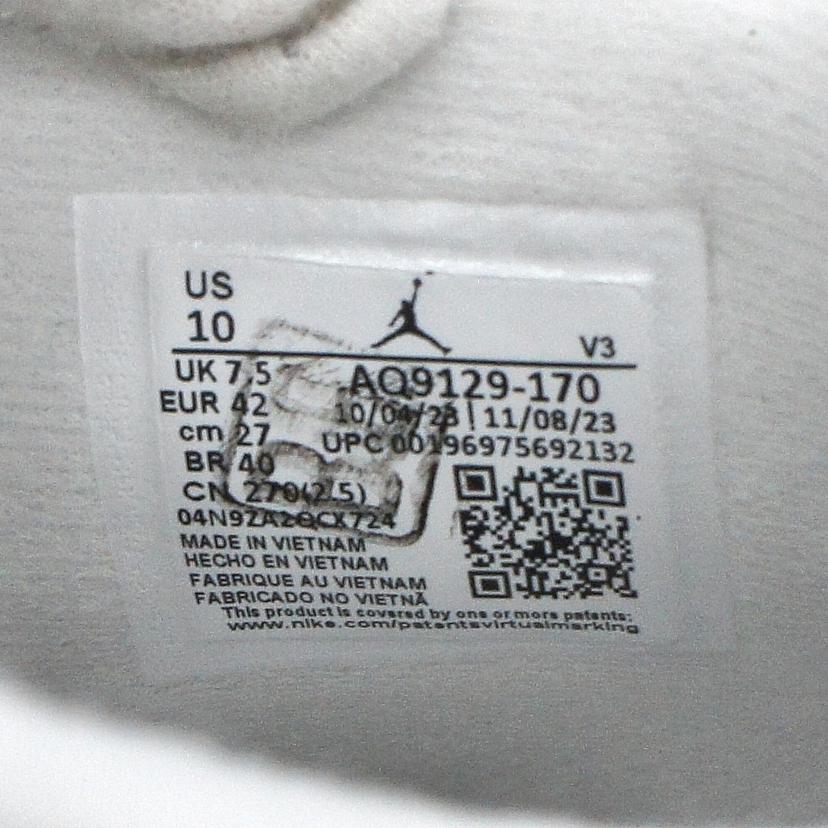 US
10
V3
UK 7,5
AQ9129-170
EUR 42
10/04/23 | 11/08/23
cm 27
UPC 00196975692132
BR 40
CN 270(2.5)
04N9ZA2QCX724
MADE IN VIETNAM
HECHO EN VIETNAM
FABRIQUE AU VIETNAM
FABRICADO NO VIETNÃ
This product is covered by one or more patents:
www.nike.com/patentsvirtualmarking